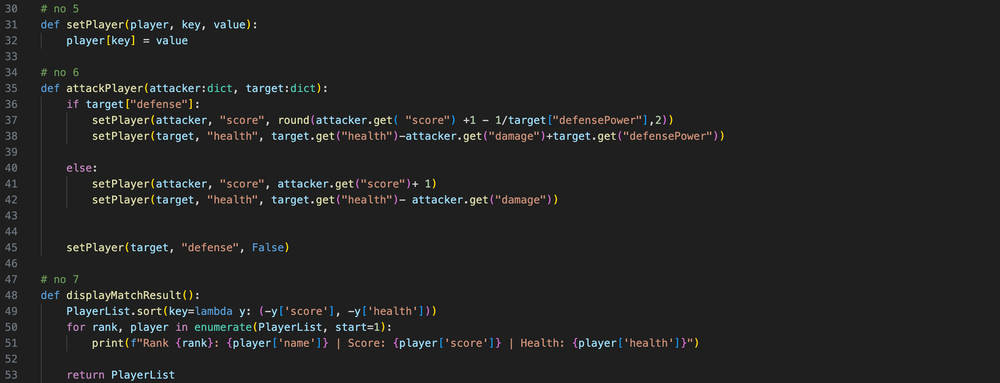 30 # no 5
31 def setPlayer(player, key, value):
32     player[key] = value
33
34 # no 6
35 def attackPlayer(attacker:dict, target:dict):
36     if target["defense"]:
37         setPlayer(attacker, "score", round(attacker.get( "score") +1 - 1/target["defensePower"],2))
38         setPlayer(target, "health", target.get("health")-attacker.get("damage")+target.get("defensePower"))
39
40     else:
41         setPlayer(attacker, "score", attacker.get("score")+ 1)
42         setPlayer(target, "health", target.get("health")- attacker.get("damage"))
43
44
45     setPlayer(target, "defense", False)
46
47 # no 7
48 def displayMatchResult():
49     PlayerList.sort(key=lambda y: (-y['score'], -y['health']))
50     for rank, player in enumerate(PlayerList, start=1):
51         print(f"Rank {rank}: {player['name']} | Score: {player['score']} | Health: {player['health']}")
52
53     return PlayerList